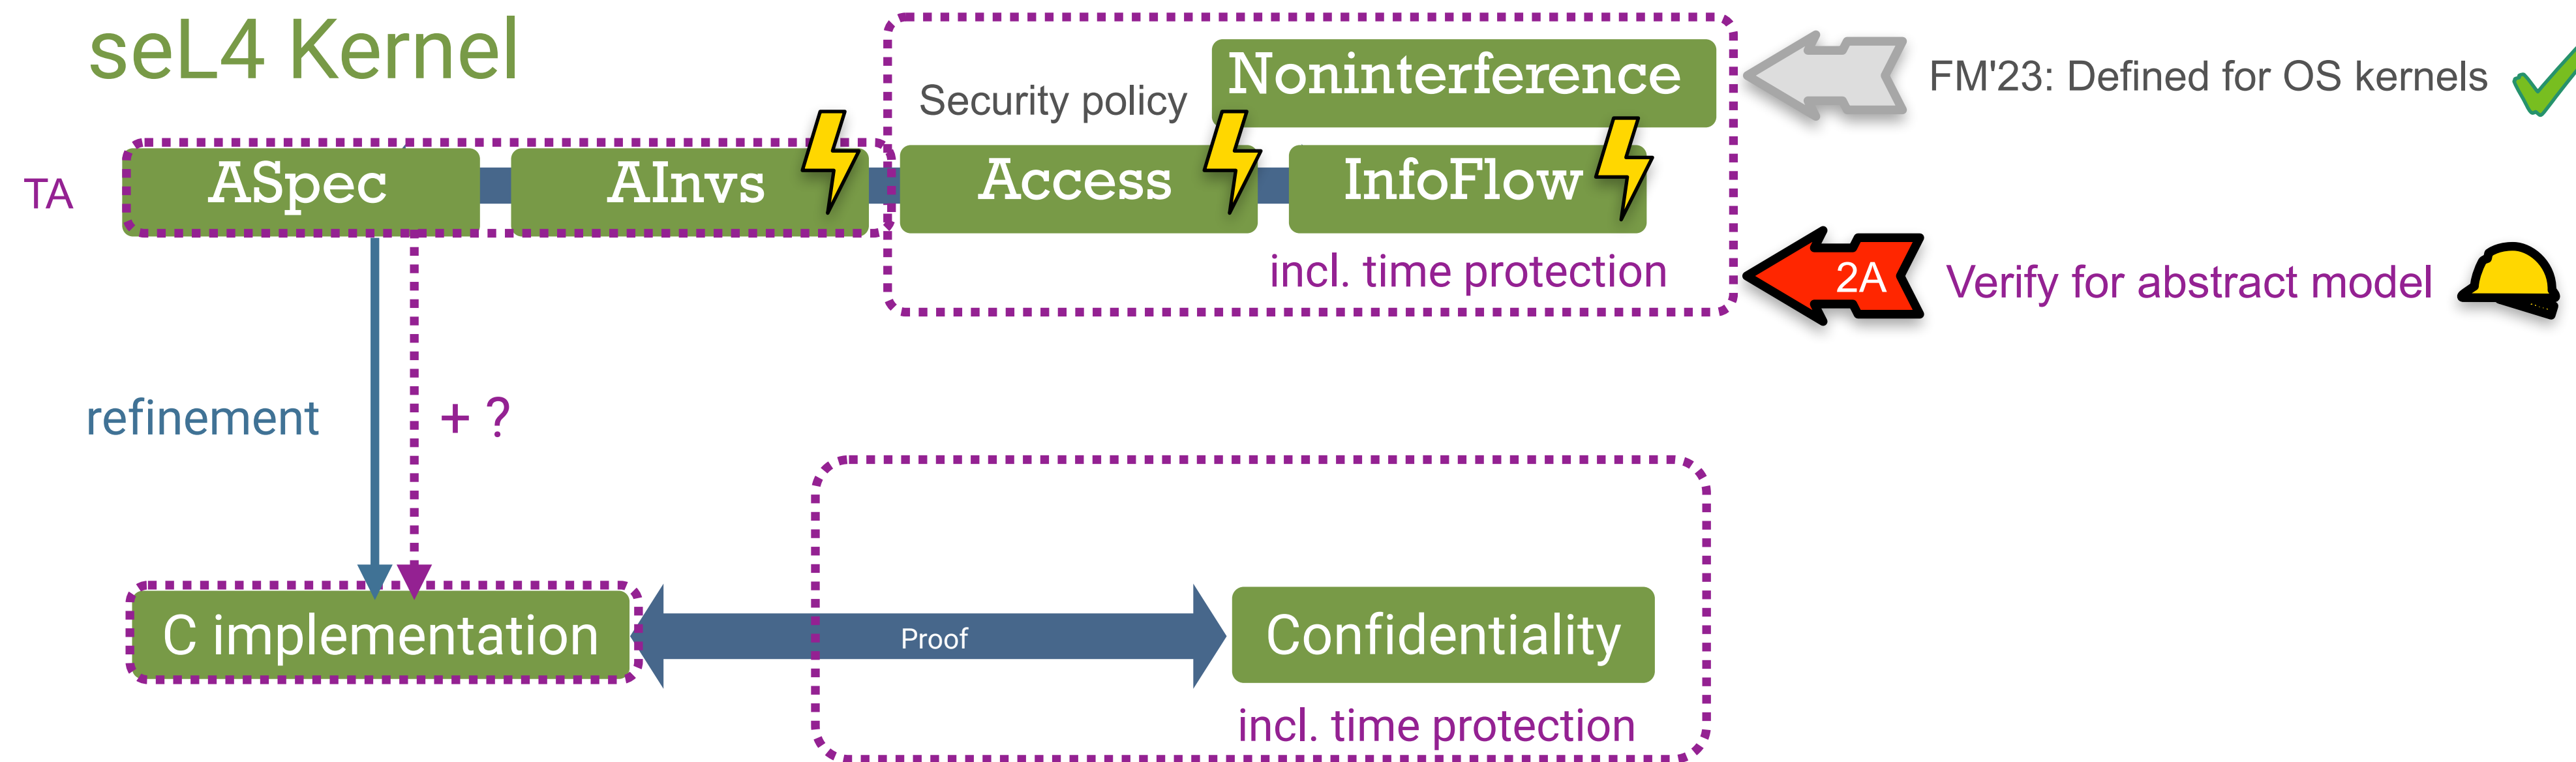 seL4 Kernel
Noninterference
FM'23: Defined for OS kernels
Security policy
TA
ASpec
AInvs
Access
InfoFlow
incl. time protection
2A
Verify for abstract model
refinement
+ ?
C implementation
Proof
Confidentiality
incl. time protection